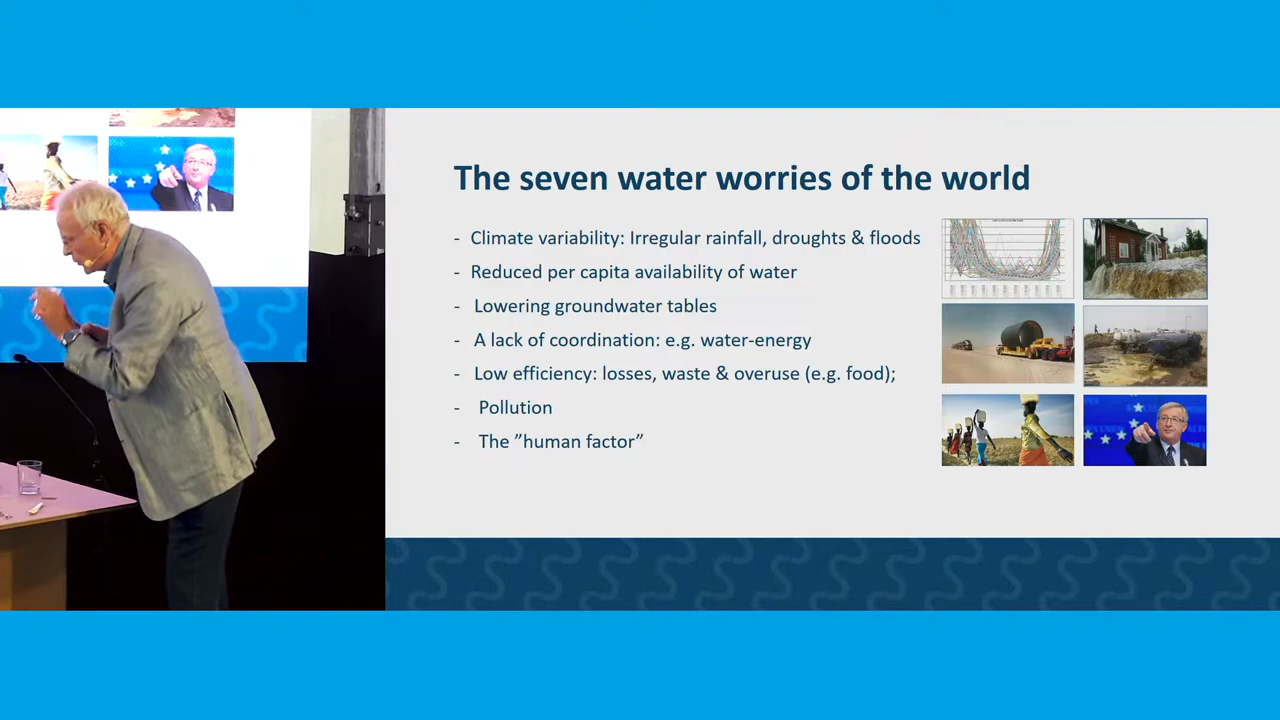 The seven water worries of the world
- Climate variability: Irregular rainfall, droughts & floods
- Reduced per capita availability of water
- Lowering groundwater tables
- A lack of coordination: e.g. water-energy
- Low efficiency: losses, waste & overuse (e.g. food);
- Pollution
- The ”human factor”